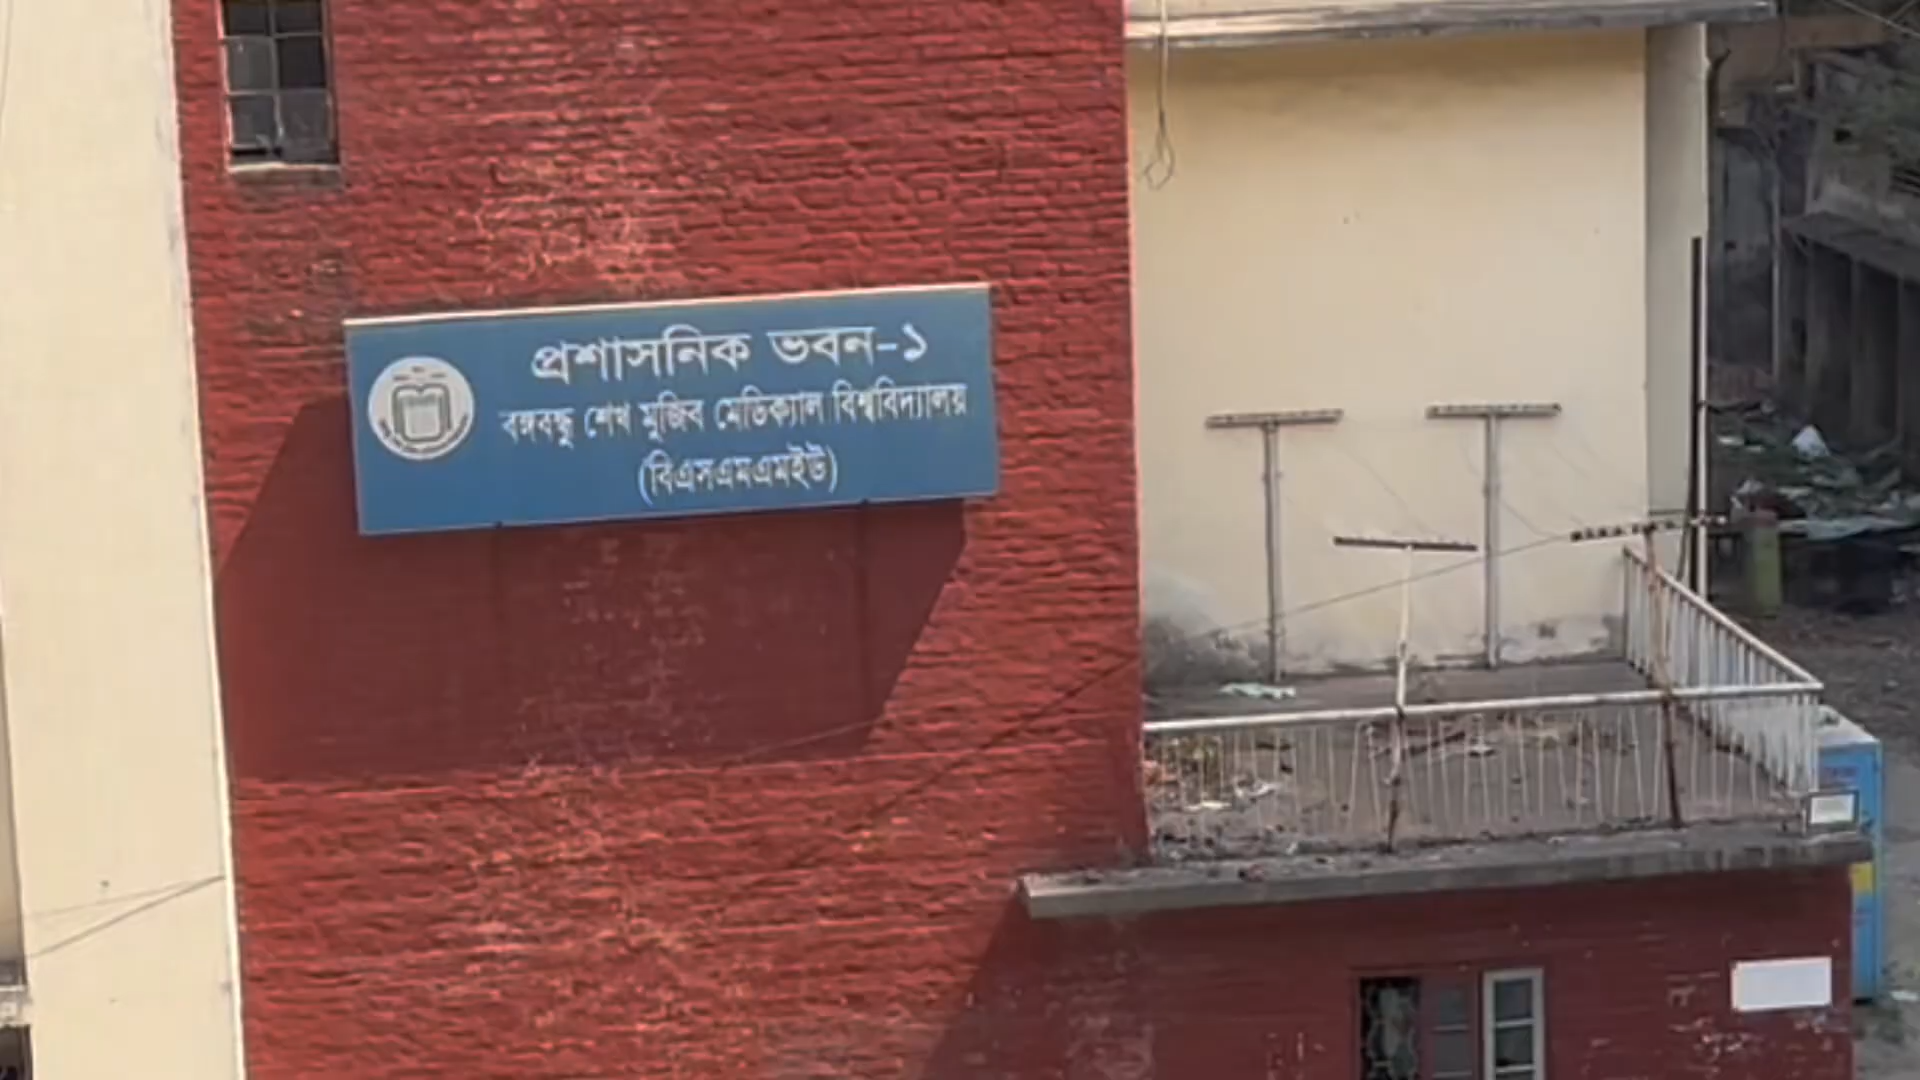 প্রশাসনিক ভবন-১
বঙ্গবন্ধু শেখ মুজিব মেডিক্যাল বিশ্ববিদ্যালয়
(বিএসএমএমইউ)